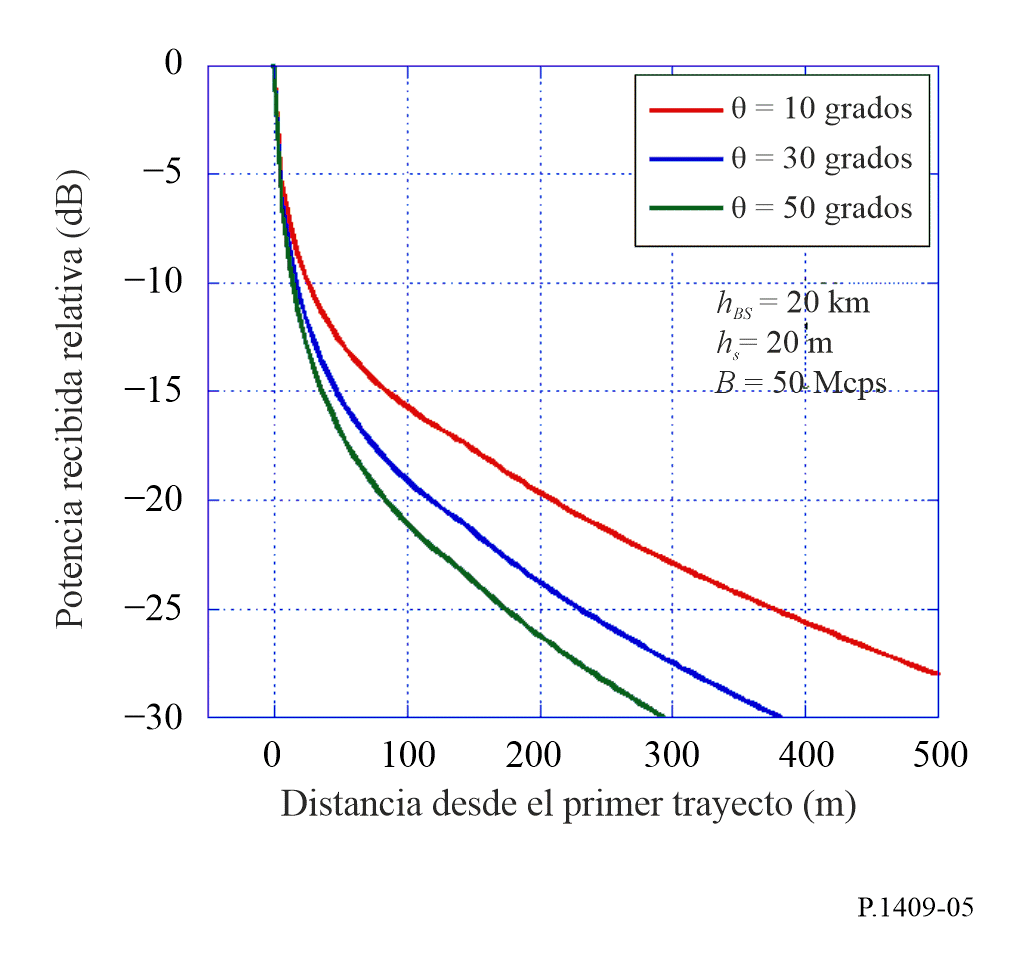 Potencia recibida relativa (dB)
0
−5
−10
−15
−20
−25
−30
θ = 10 grados
θ = 30 grados
θ = 50 grados
hBS = 20 km
hs= 20 m
B = 50 Mcps
0 100 200 300 400 500
Distancia desde el primer trayecto (m)
P.1409-05